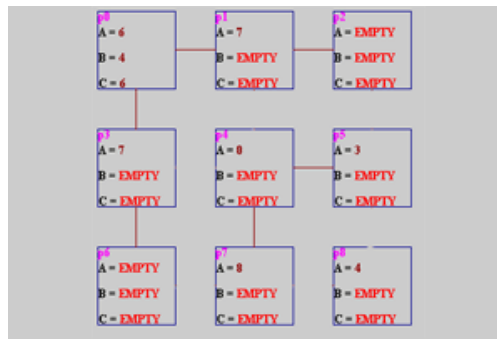 p0
A = 6
B = 4
C = 6
p1
A = 7
B = EMPTY
C = EMPTY
p2
A = EMPTY
B = EMPTY
C = EMPTY
p3
A = 7
B = EMPTY
C = EMPTY
p4
A = 0
B = EMPTY
C = EMPTY
p5
A = 3
B = EMPTY
C = EMPTY
p6
A = EMPTY
B = EMPTY
C = EMPTY
p7
A = 8
B = EMPTY
C = EMPTY
p8
A = 4
B = EMPTY
C = EMPTY